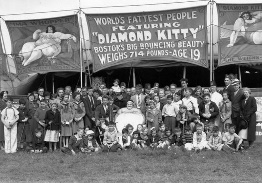 WORLD'S FATTEST PEOPLE
FEATURING
"DIAMOND KITTY"
BOSTON'S BIG BOUNCING BEAUTY
WEIGHS 714 POUNDS - AGE 19